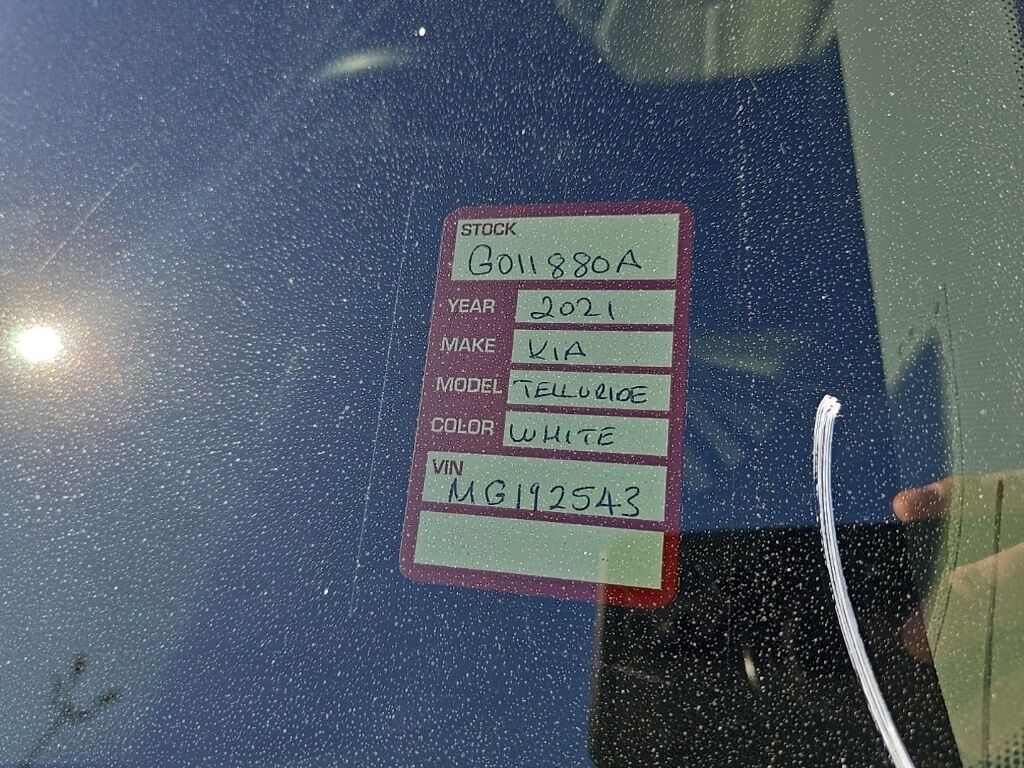 STOCK
G011880A
YEAR 2021
MAKE KIA
MODEL TELLURIDE
COLOR WHITE
VIN
MG192543